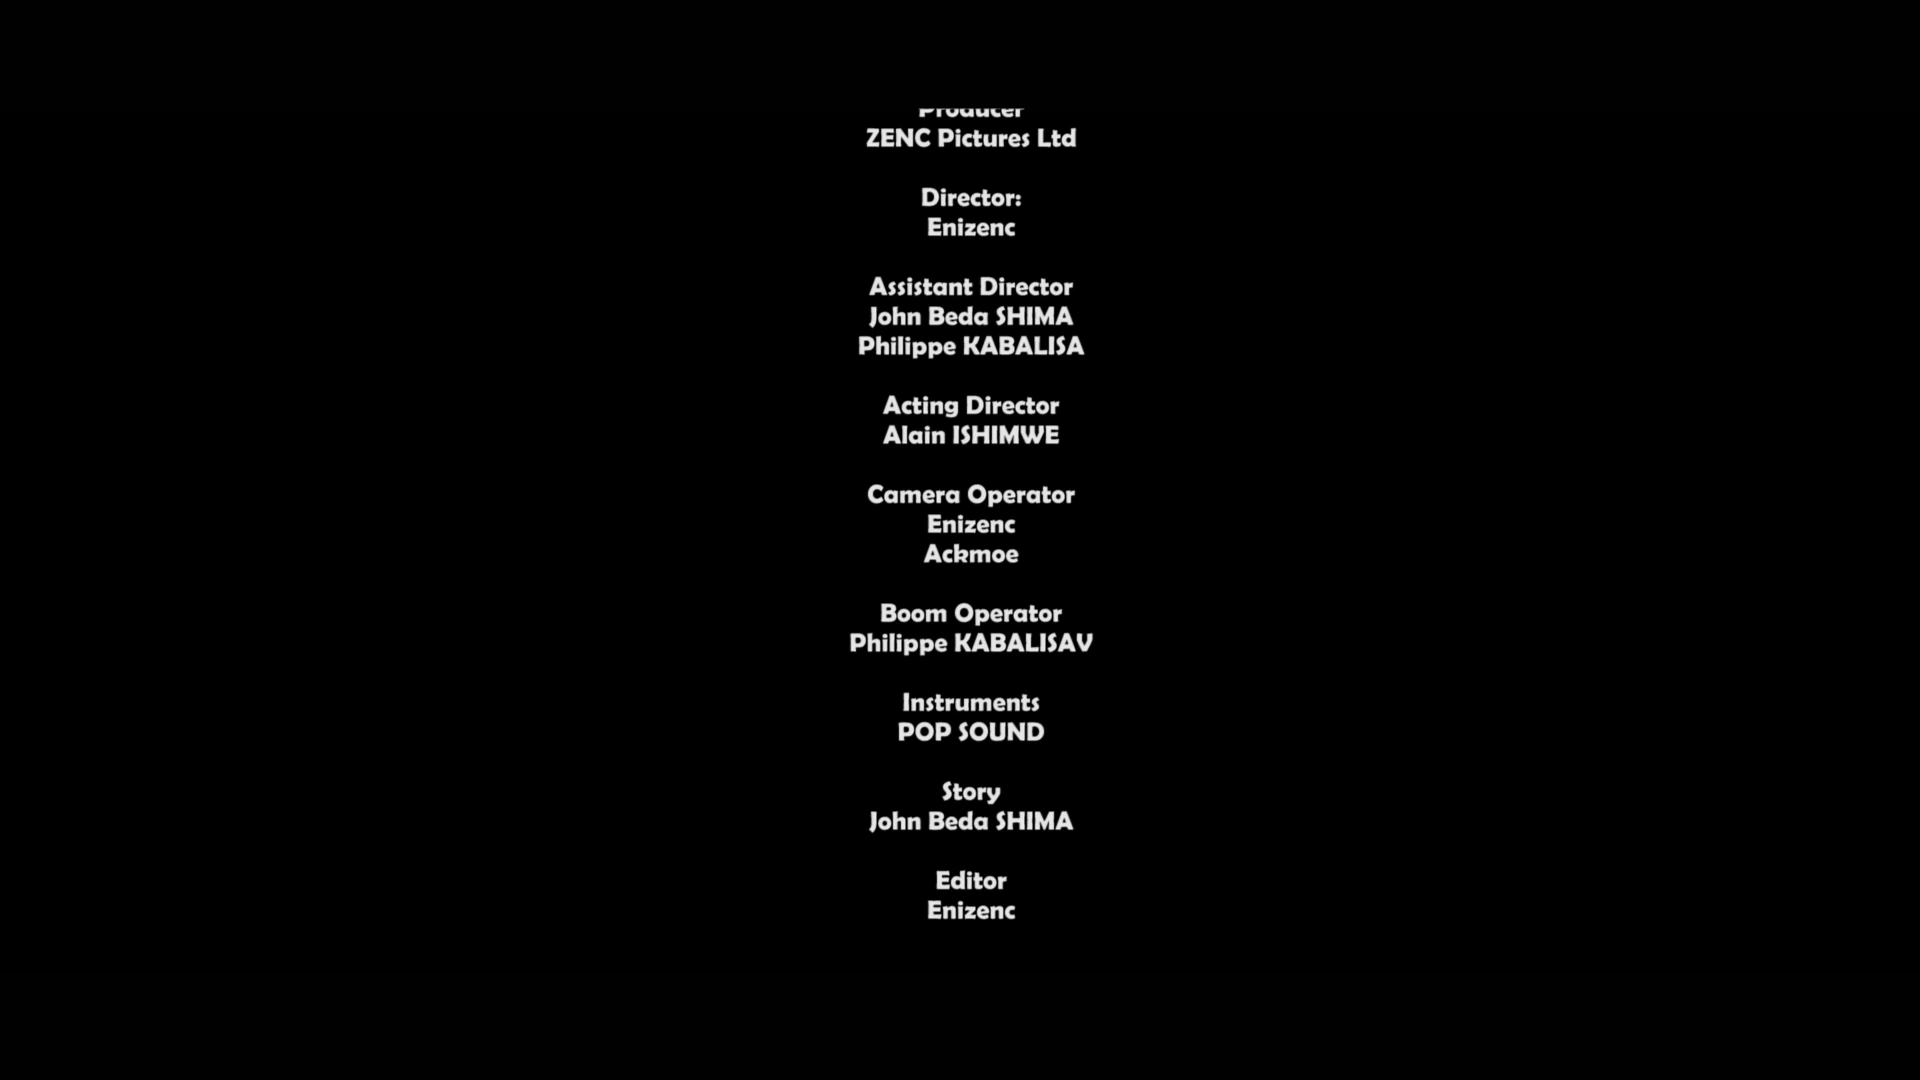 Producer
ZENC Pictures Ltd
Director:
Enizenc
Assistant Director
John Beda SHIMA
Philippe KABALISA
Acting Director
Alain ISHIMWE
Camera Operator
Enizenc
Ackmoe
Boom Operator
Philippe KABALISAV
Instruments
POP SOUND
Story
John Beda SHIMA
Editor
Enizenc